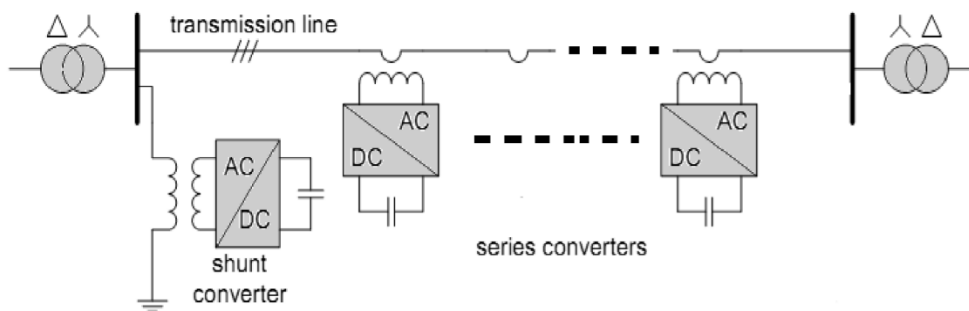 Δ
Δ
transmission line
AC
DC
AC
DC
AC
DC
shunt
converter
series converters